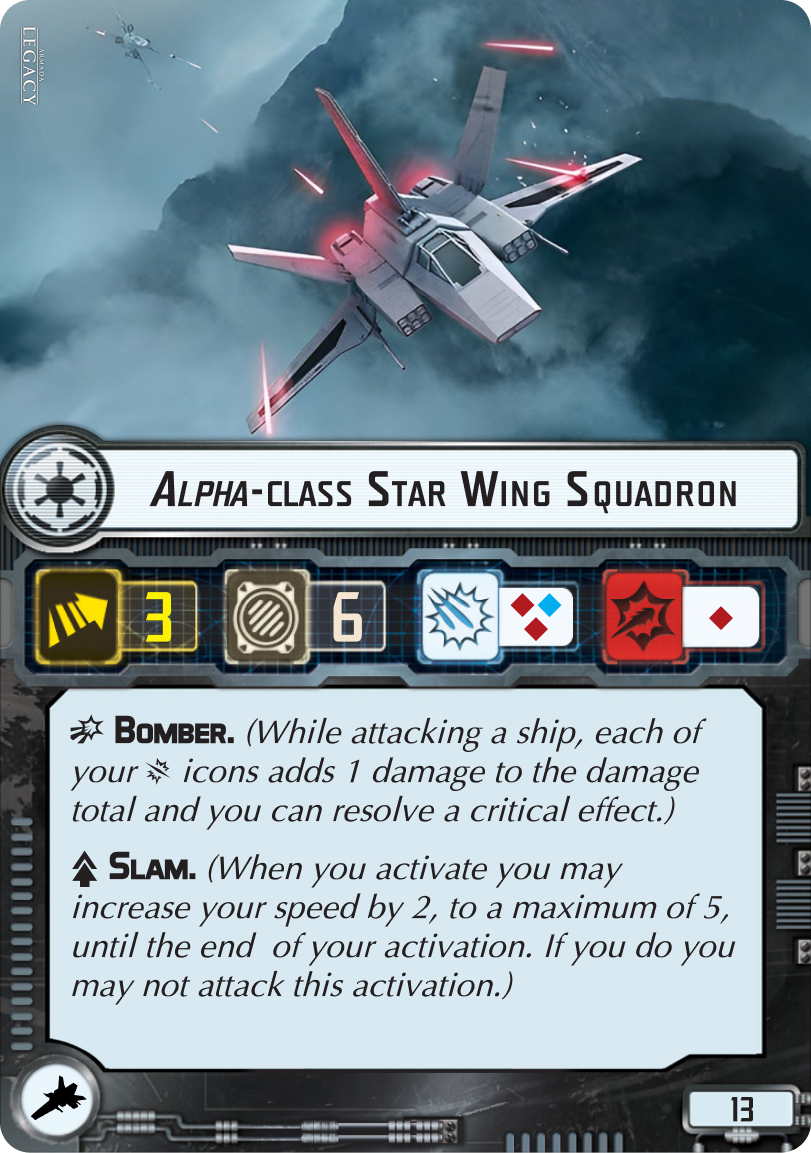 ARMADA
LEGACY
Alpha-class Star Wing Squadron
3
6
Bomber. (While attacking a ship, each of
your icons adds 1 damage to the damage
total and you can resolve a critical effect.)
Slam. (When you activate you may
increase your speed by 2, to a maximum of 5,
until the end of your activation. If you do you
may not attack this activation.)
13